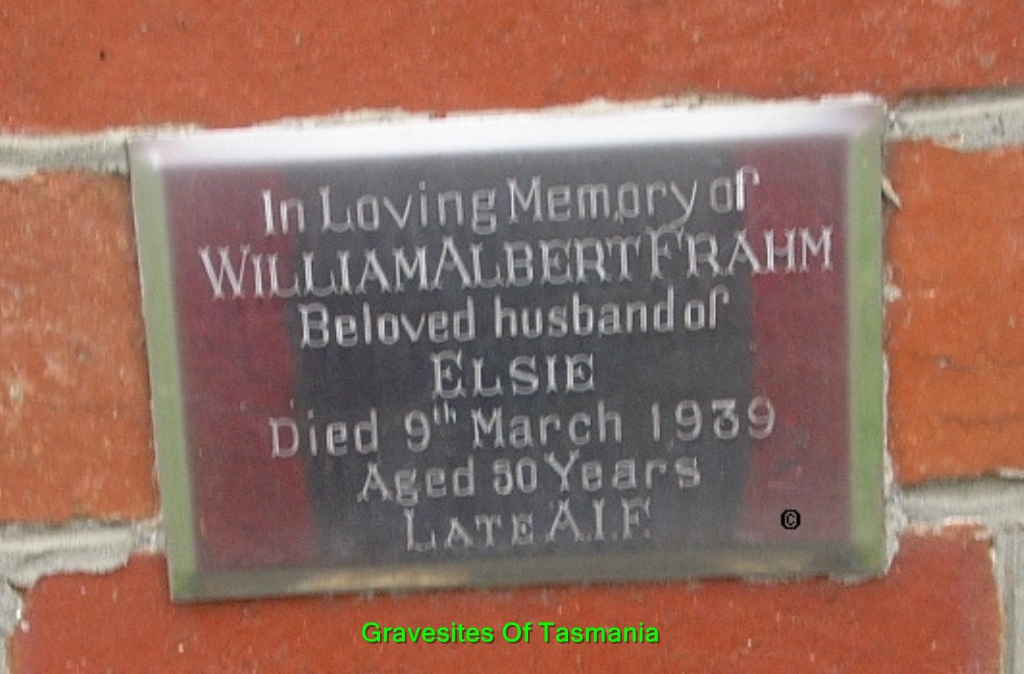 In Loving Memory of
WILLIAM ALBERT FRAHM
Beloved husband of
ELSIE
Died 9th March 1939
Aged 50 Years
LATE A.I.F.
©
Gravesites Of Tasmania